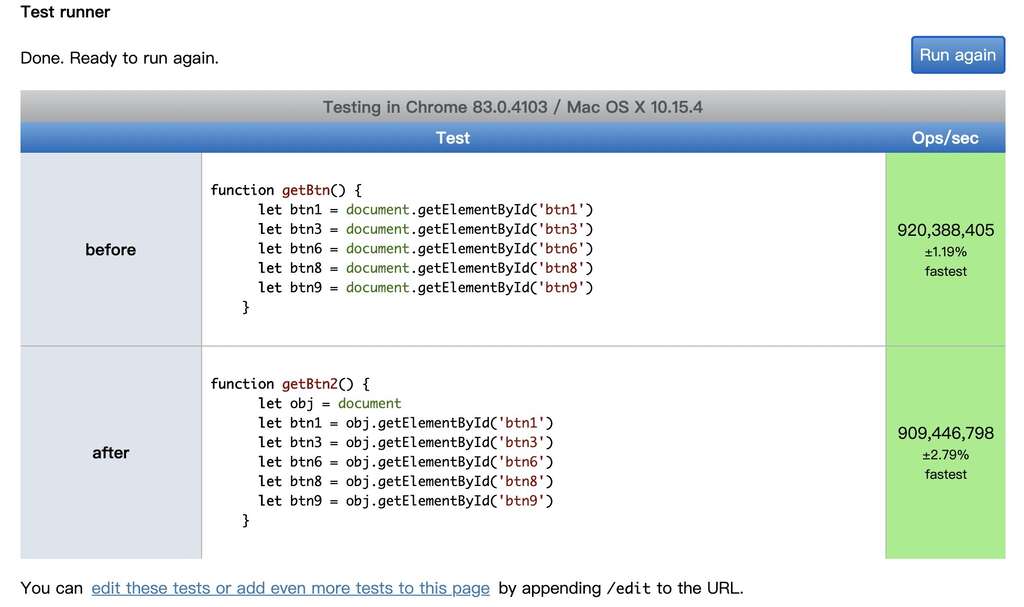 Test runner
Done. Ready to run again.
Run again
Testing in Chrome 83.0.4103 / Mac OS X 10.15.4
Test Ops/sec
before
function getBtn() {
let btn1 = document.getElementById('btn1')
let btn3 = document.getElementById('btn3')
let btn6 = document.getElementById('btn6')
let btn8 = document.getElementById('btn8')
let btn9 = document.getElementById('btn9')
}
920,388,405
±1.19%
fastest
after
function getBtn2() {
let obj = document
let btn1 = obj.getElementById('btn1')
let btn3 = obj.getElementById('btn3')
let btn6 = obj.getElementById('btn6')
let btn8 = obj.getElementById('btn8')
let btn9 = obj.getElementById('btn9')
}
909,446,798
±2.79%
fastest
You can edit these tests or add even more tests to this page by appending /edit to the URL.